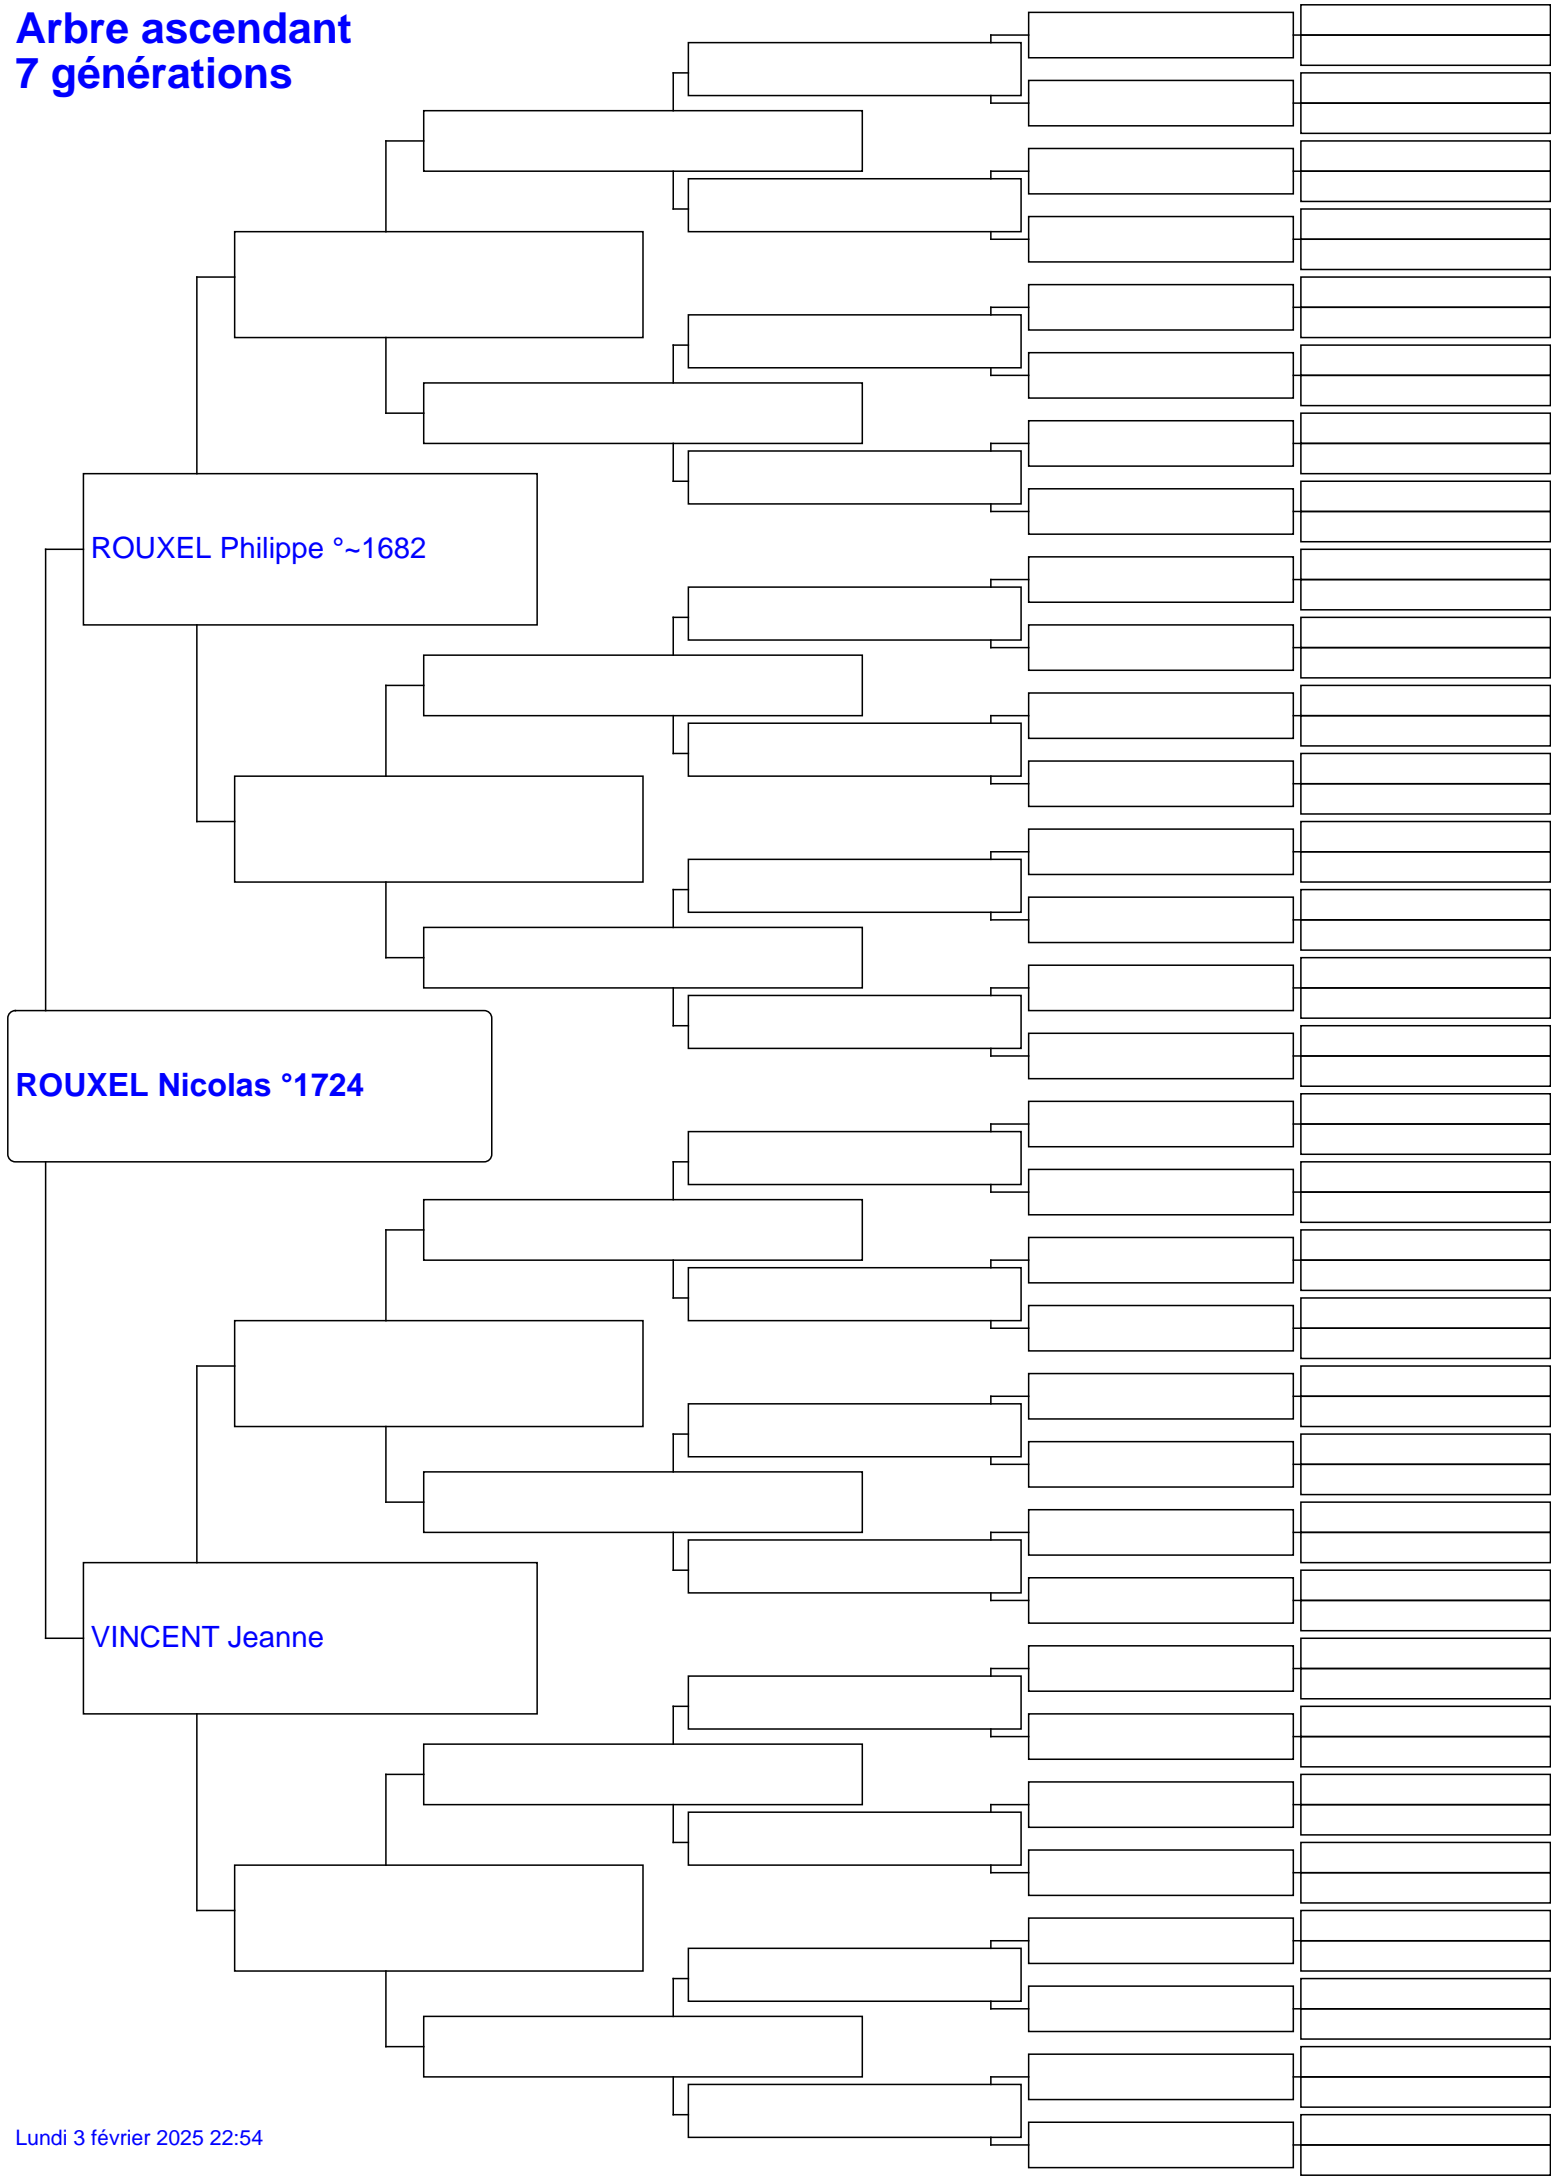 Arbre ascendant
7 générations
ROUXEL Philippe °~1682
ROUXEL Nicolas °1724
VINCENT Jeanne
Lundi 3 février 2025 22:54